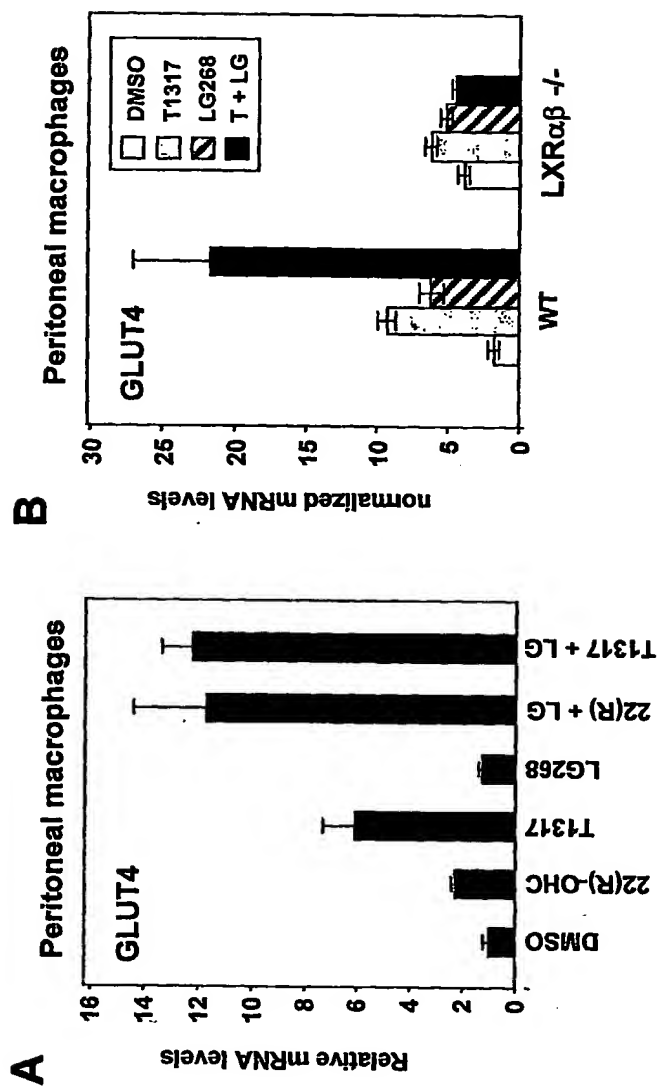 A
Peritoneal macrophages
GLUT4
Relative mRNA levels
16
14
12
10
8
6
4
2
0
DMSO
22(R)-OHC
T1317
LG268
22(R) + LG
T1317 + LG
B
Peritoneal macrophages
GLUT4
normalized mRNA levels
30
25
20
15
10
5
0
DMSO
T1317
LG268
T + LG
WT
LXRαβ -/-